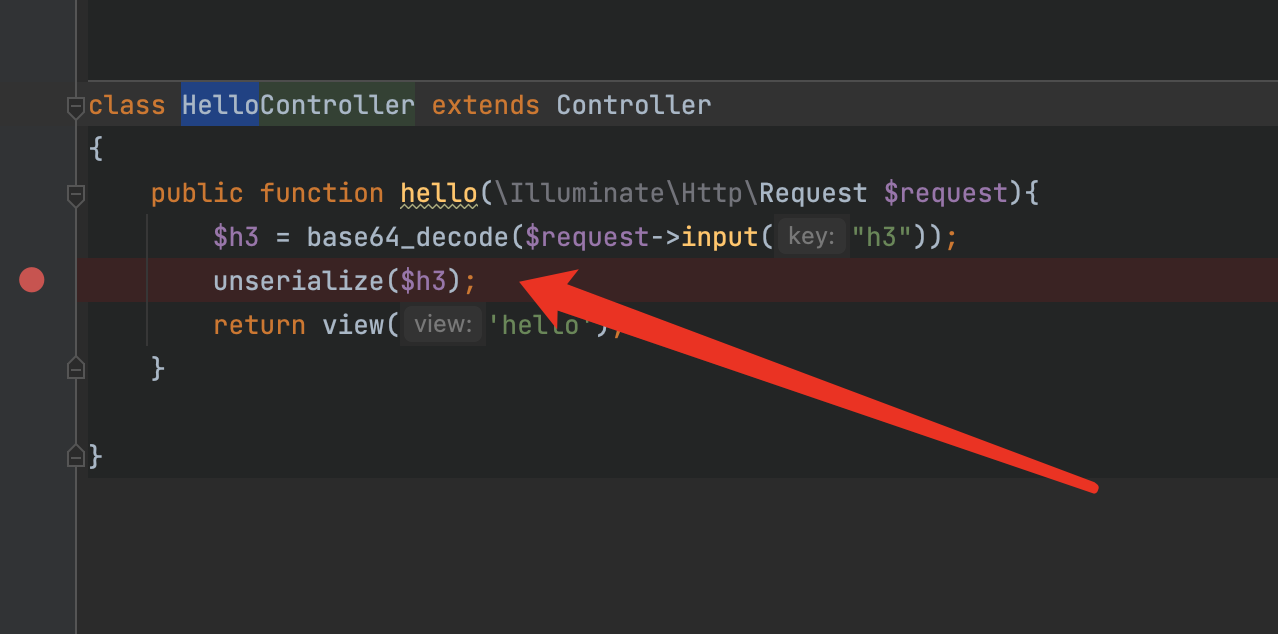 class HelloController extends Controller
{
public function hello(\Illuminate\Http\Request $request){
$h3 = base64_decode($request->input( key: "h3"));
unserialize($h3);
return view( view: 'hello');
}
}